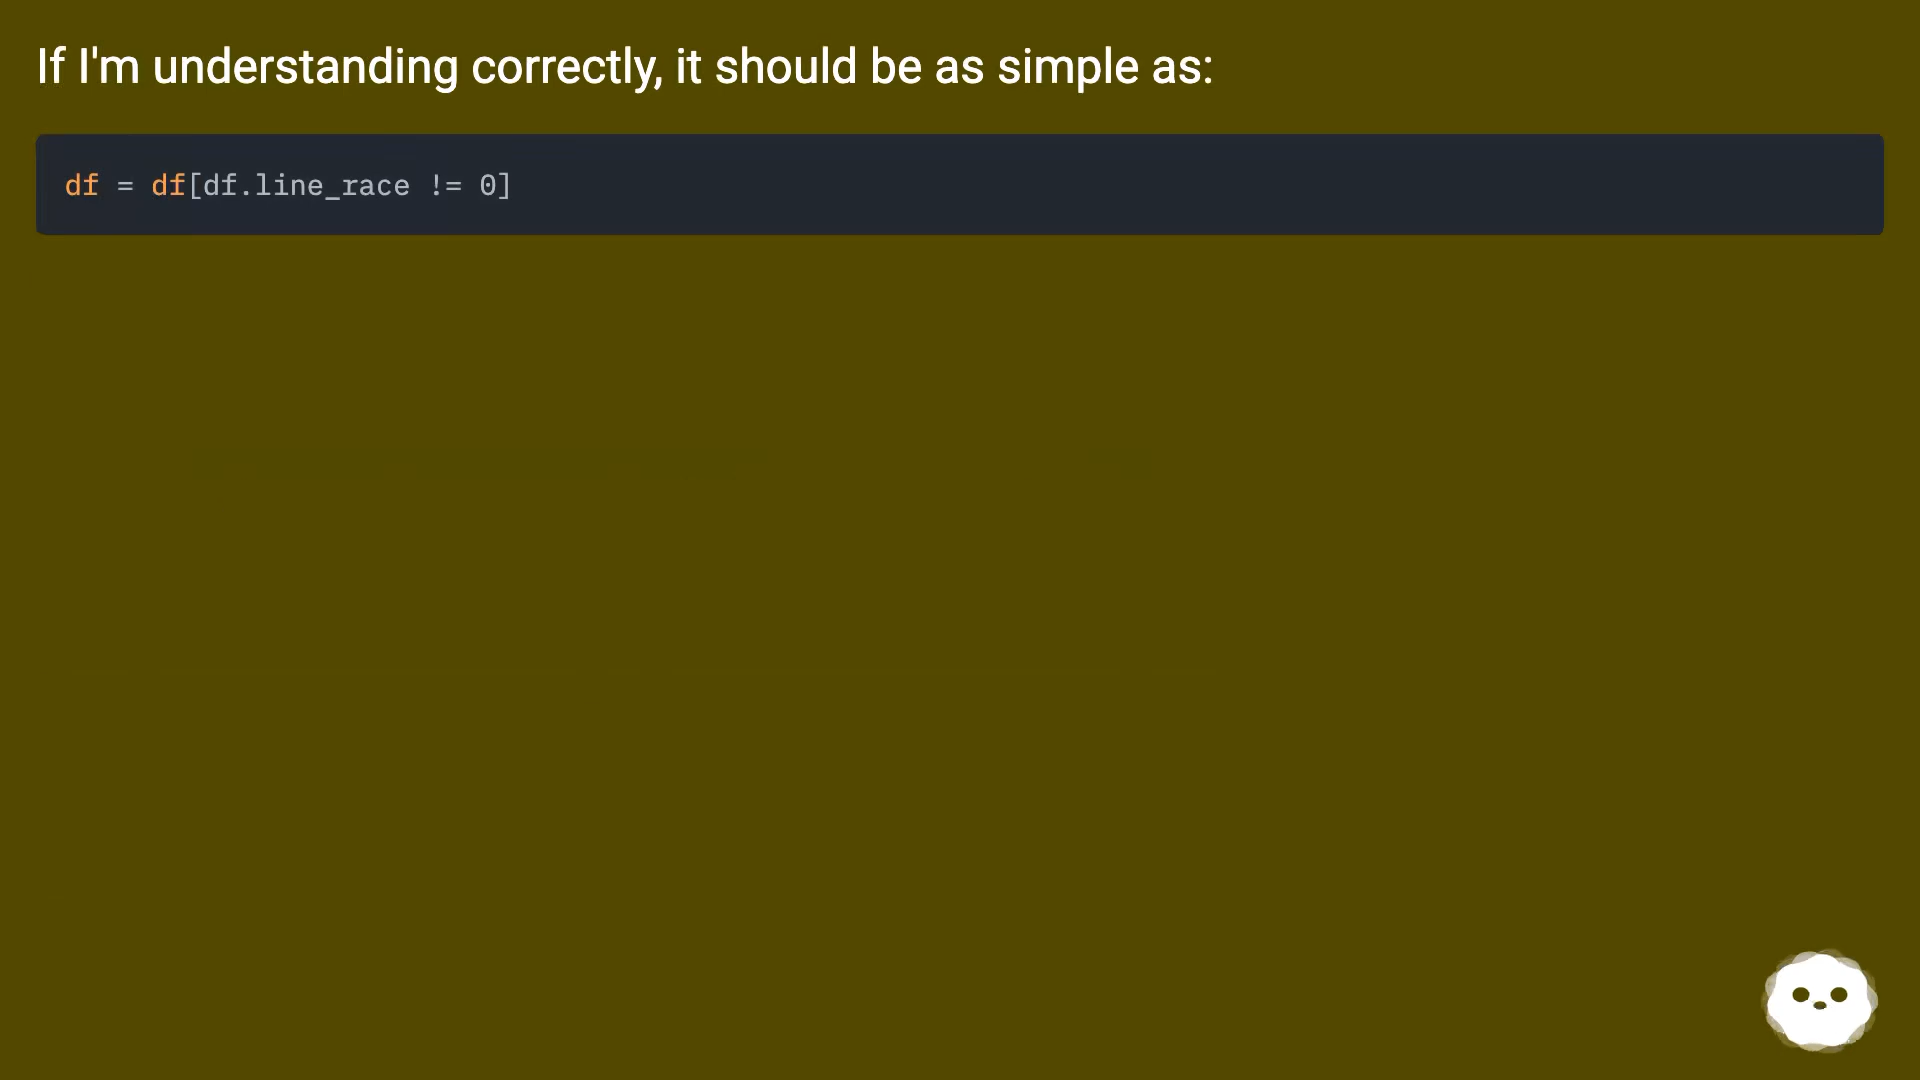 If I'm understanding correctly, it should be as simple as:
df = df[df.line_race != 0]